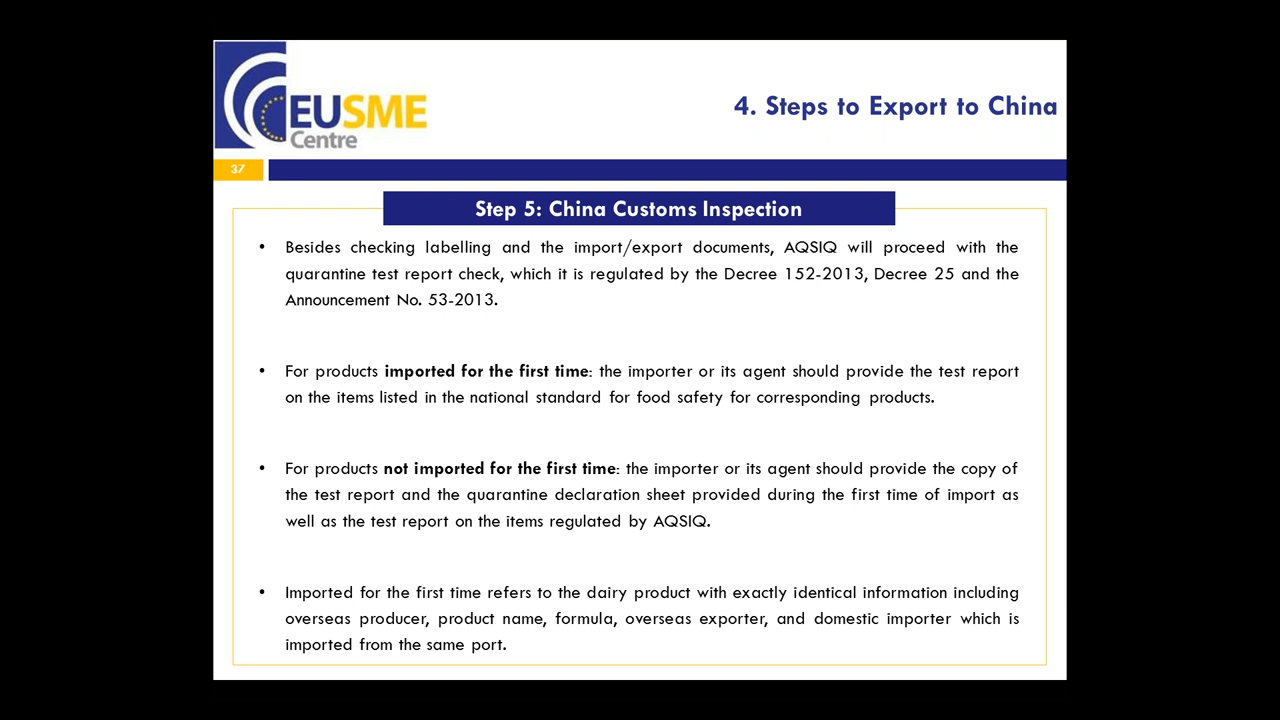 EUSME
Centre
4. Steps to Export to China
37
Step 5: China Customs Inspection
• Besides checking labelling and the import/export documents, AQSIQ will proceed with the
quarantine test report check, which it is regulated by the Decree 152-2013, Decree 25 and the
Announcement No. 53-2013.
• For products imported for the first time: the importer or its agent should provide the test report
on the items listed in the national standard for food safety for corresponding products.
• For products not imported for the first time: the importer or its agent should provide the copy of
the test report and the quarantine declaration sheet provided during the first time of import as
well as the test report on the items regulated by AQSIQ.
• Imported for the first time refers to the dairy product with exactly identical information including
overseas producer, product name, formula, overseas exporter, and domestic importer which is
imported from the same port.